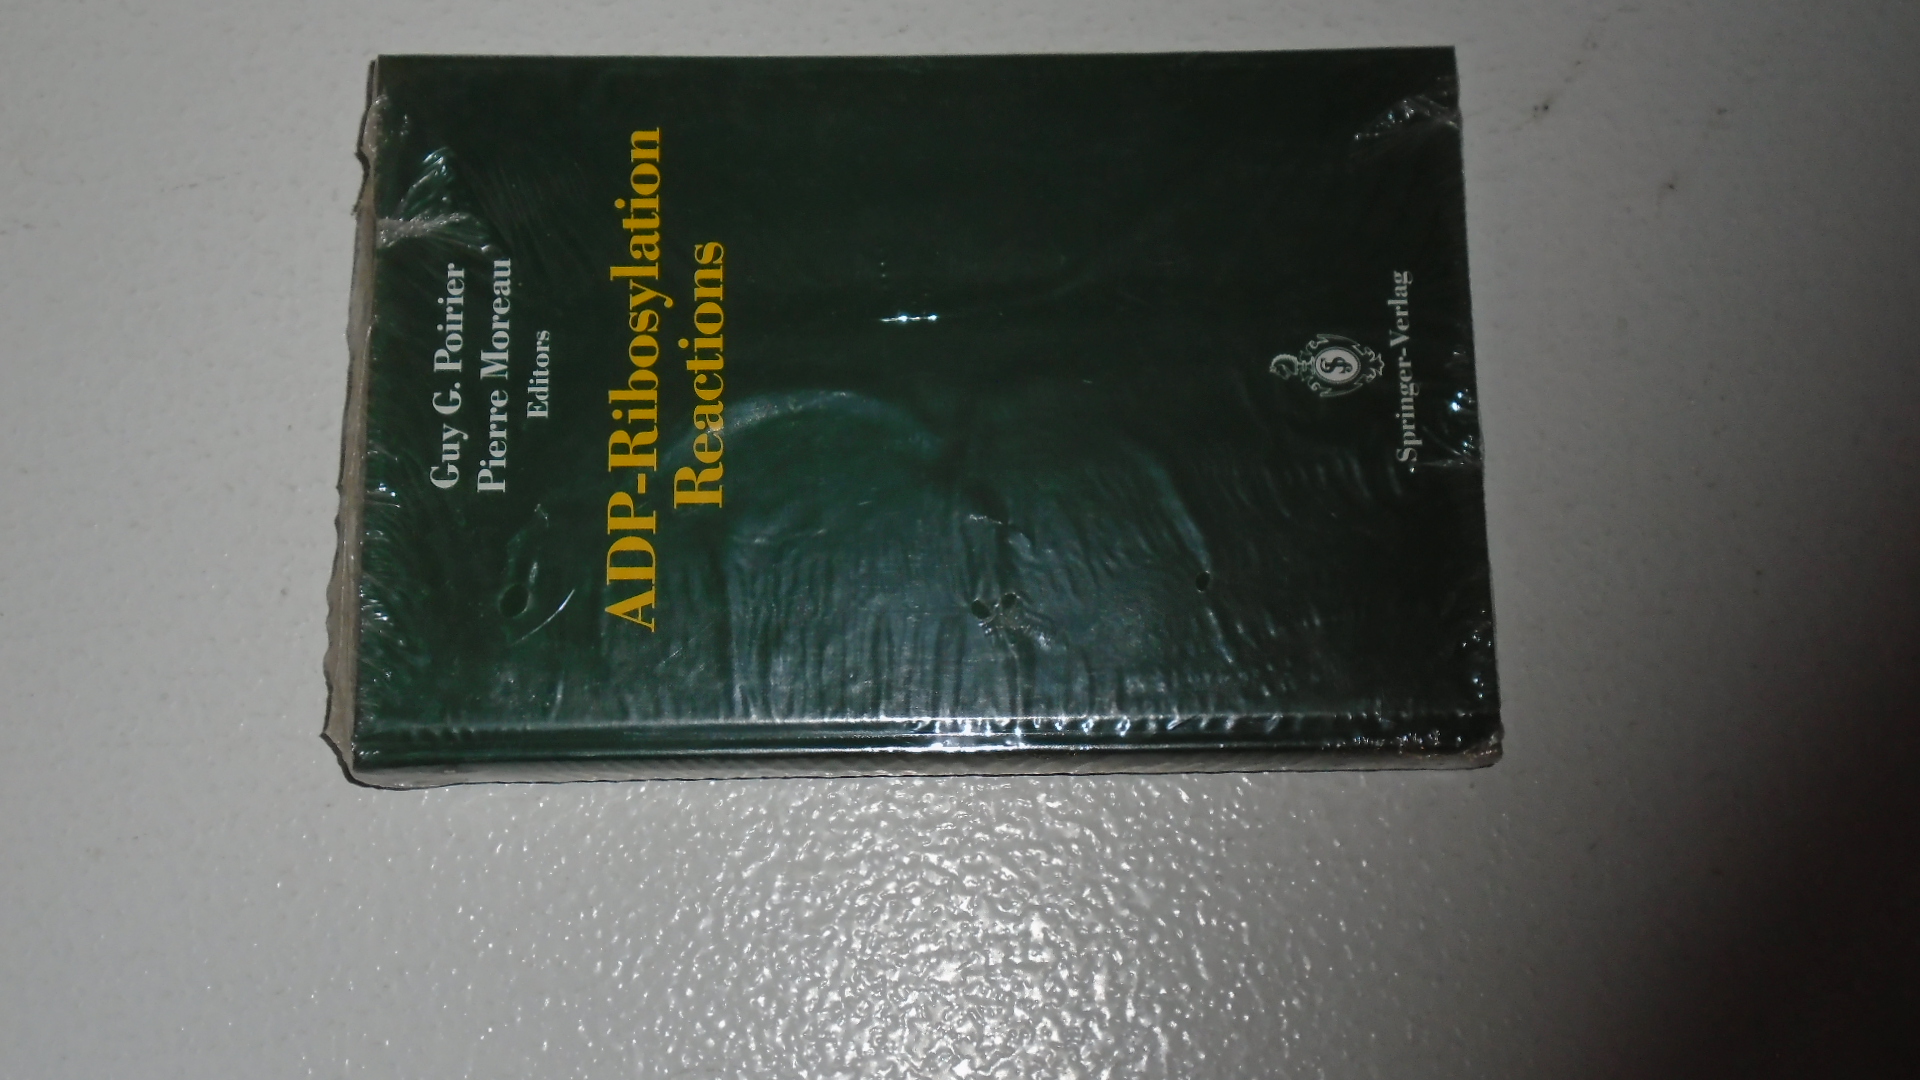 Guy G. Poirier
Pierre Moreau
Editors
ADP-Ribosylation
Reactions
Springer-Verlag